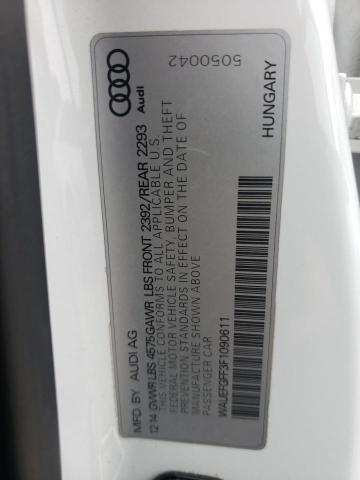 MFD. BY AUDI AG
12.14 GVWR LBS 4575 GAWR LBS FRONT 2392/REAR 2293
THIS VEHICLE CONFORMS TO ALL APPLICABLE U.S.
FEDERAL MOTOR VEHICLE SAFETY, BUMPER AND THEFT
PREVENTION STANDARDS IN EFFECT ON THE DATE OF
MANUFACTURE SHOWN ABOVE
PASSENGER CAR
WAUEFGFF3F1090611
HUNGARY
Audi
5050042